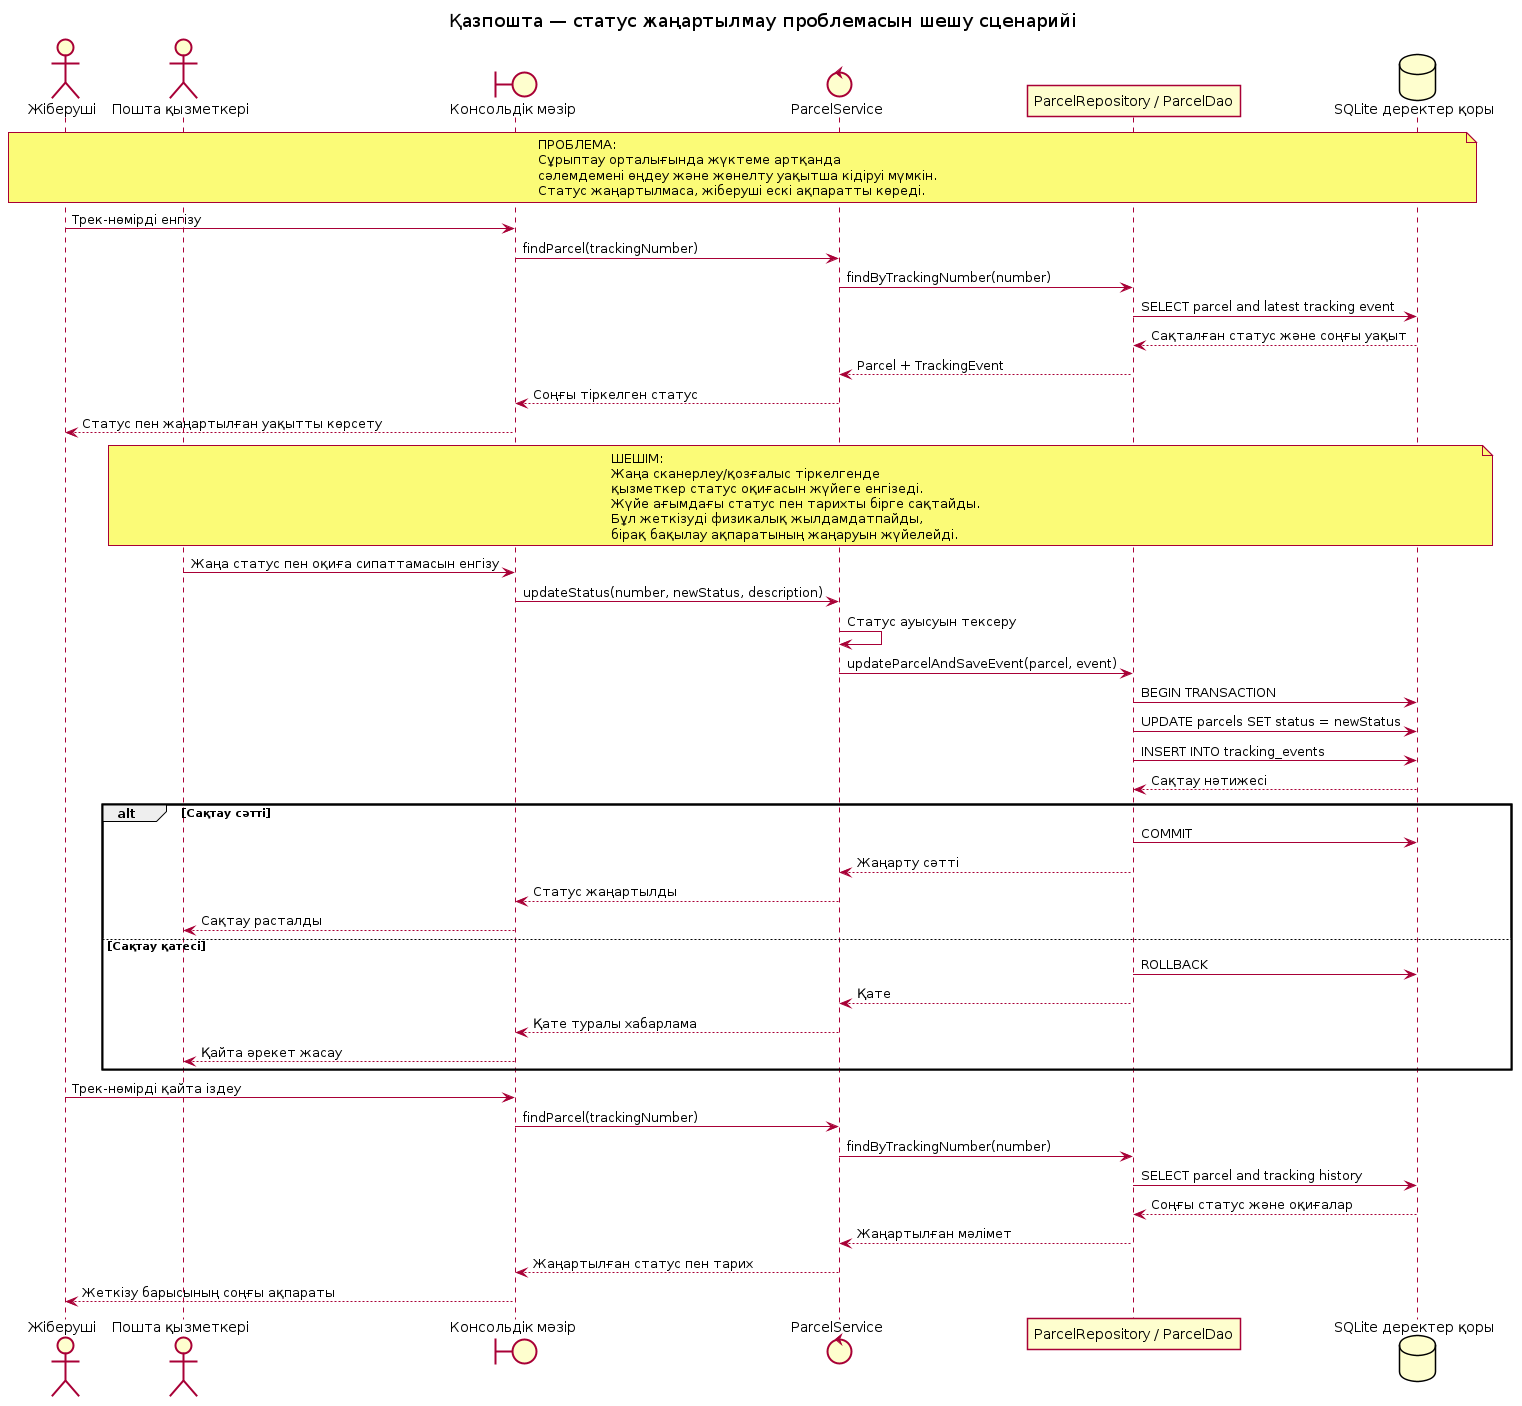 Қазпошта — статус жаңартылмау проблемасын шешу сценарийі
Жіберуші
Пошта қызметкері
Консольдік мәзір
ParcelService
ParcelRepository / ParcelDao
SQLite деректер қоры
ПРОБЛЕМА:
Сұрыптау орталығында жүктеме артқанда
сәлемдемені өңдеу және жөнелту уақытша кідіруі мүмкін.
Статус жаңартылмаса, жіберуші ескі ақпаратты көреді.
Трек-нөмірді енгізу
findParcel(trackingNumber)
findByTrackingNumber(number)
SELECT parcel and latest tracking event
Сақталған статус және соңғы уақыт
Parcel + TrackingEvent
Соңғы тіркелген статус
Статус пен жаңартылған уақытты көрсету
ШЕШІМ:
Жаңа сканерлеу/қозғалыс тіркелгенде
қызметкер статус оқиғасын жүйеге енгізеді.
Жүйе ағымдағы статус пен тарихты бірге сақтайды.
Бұл жеткізуді физикалық жылдамдатпайды,
бірақ бақылау ақпаратының жаңаруын жүйелейді.
Жаңа статус пен оқиға сипаттамасын енгізу
updateStatus(number, newStatus, description)
Статус ауысуын тексеру
updateParcelAndSaveEvent(parcel, event)
BEGIN TRANSACTION
UPDATE parcels SET status = newStatus
INSERT INTO tracking_events
Сақтау нәтижесі
alt [Сақтау сәтті]
COMMIT
Жаңарту сәтті
Статус жаңартылды
Сақтау расталды
[Сақтау қатесі]
ROLLBACK
Қате
Қате туралы хабарлама
Қайта әрекет жасау
Трек-нөмірді қайта іздеу
findParcel(trackingNumber)
findByTrackingNumber(number)
SELECT parcel and tracking history
Соңғы статус және оқиғалар
Жаңартылған мәлімет
Жаңартылған статус пен тарих
Жеткізу барысының соңғы ақпараты
Жіберуші
Пошта қызметкері
Консольдік мәзір
ParcelService
ParcelRepository / ParcelDao
SQLite деректер қоры